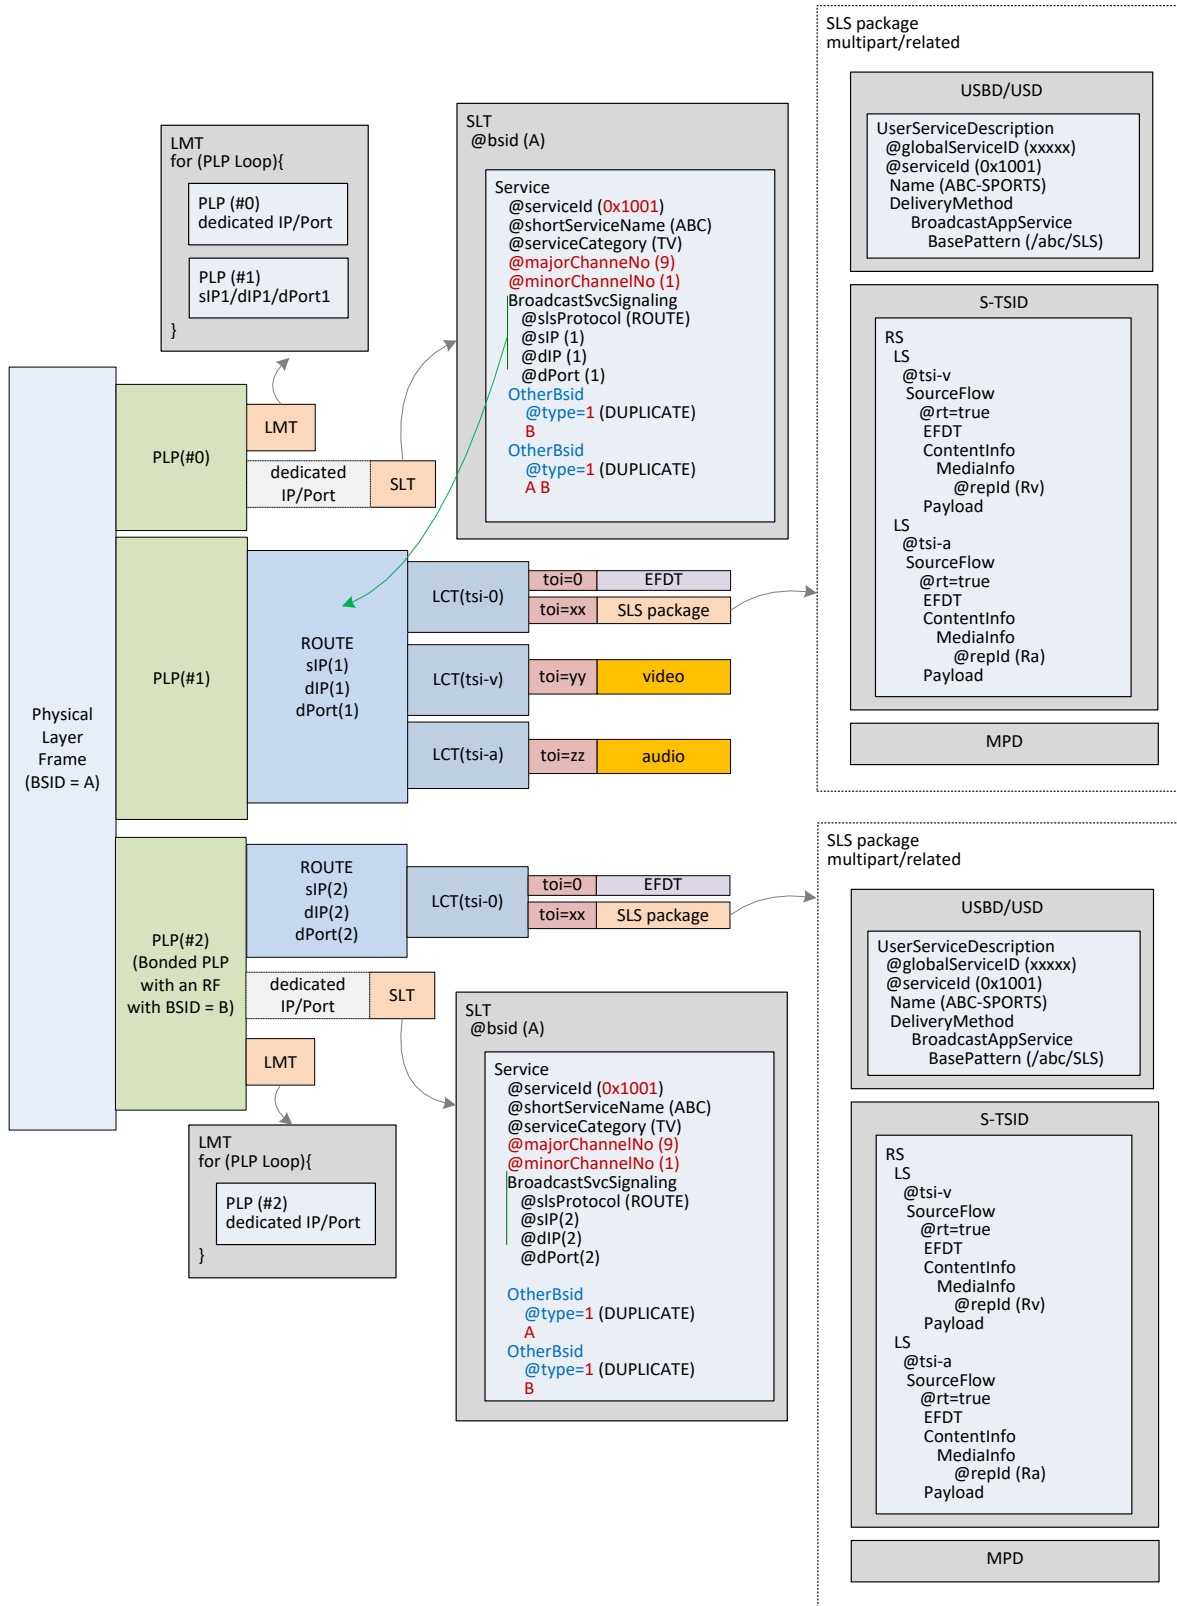 SLS package
multipart/related
USBD/USD
UserServiceDescription
@globalServiceID (xxxxx)
@serviceId (0x1001)
Name (ABC-SPORTS)
DeliveryMethod
BroadcastAppService
BasePattern (/abc/SLS)
S-TSID
RS
LS
@tsi-v
SourceFlow
@rt=true
EFDT
ContentInfo
MediaInfo
@repId (Rv)
Payload
LS
@tsi-a
SourceFlow
@rt=true
EFDT
ContentInfo
MediaInfo
@repId (Ra)
Payload
MPD
LMT
for (PLP Loop){
PLP (#0)
dedicated IP/Port
PLP (#1)
sIP1/dIP1/dPort1
}
SLT
@bsid (A)
Service
@serviceId (0x1001)
@shortServiceName (ABC)
@serviceCategory (TV)
@majorChanneNo (9)
@minorChannelNo (1)
BroadcastSvcSignaling
@slsProtocol (ROUTE)
@sIP (1)
@dIP (1)
@dPort (1)
OtherBsid
@type=1 (DUPLICATE)
B
OtherBsid
@type=1 (DUPLICATE)
A B
Physical
Layer
Frame
(BSID = A)
PLP(#0)
LMT
dedicated
IP/Port
SLT
PLP(#1)
ROUTE
sIP(1)
dIP(1)
dPort(1)
LCT(tsi-0)
toi=0
EFDT
toi=xx
SLS package
LCT(tsi-v)
toi=yy
video
LCT(tsi-a)
toi=zz
audio
PLP(#2)
(Bonded PLP
with an RF
with BSID = B)
ROUTE
sIP(2)
dIP(2)
dPort(2)
LCT(tsi-0)
toi=0
EFDT
toi=xx
SLS package
dedicated
IP/Port
SLT
LMT
LMT
for (PLP Loop){
PLP (#2)
dedicated IP/Port
}
SLT
@bsid (A)
Service
@serviceId (0x1001)
@shortServiceName (ABC)
@serviceCategory (TV)
@majorChannelNo (9)
@minorChannelNo (1)
BroadcastSvcSignaling
@slsProtocol (ROUTE)
@sIP(2)
@dIP(2)
@dPort(2)
OtherBsid
@type=1 (DUPLICATE)
A
OtherBsid
@type=1 (DUPLICATE)
B
SLS package
multipart/related
USBD/USD
UserServiceDescription
@globalServiceID (xxxxx)
@serviceId (0x1001)
Name (ABC-SPORTS)
DeliveryMethod
BroadcastAppService
BasePattern (/abc/SLS)
S-TSID
RS
LS
@tsi-v
SourceFlow
@rt=true
EFDT
ContentInfo
MediaInfo
@repId (Rv)
Payload
LS
@tsi-a
SourceFlow
@rt=true
EFDT
ContentInfo
MediaInfo
@repId (Ra)
Payload
MPD